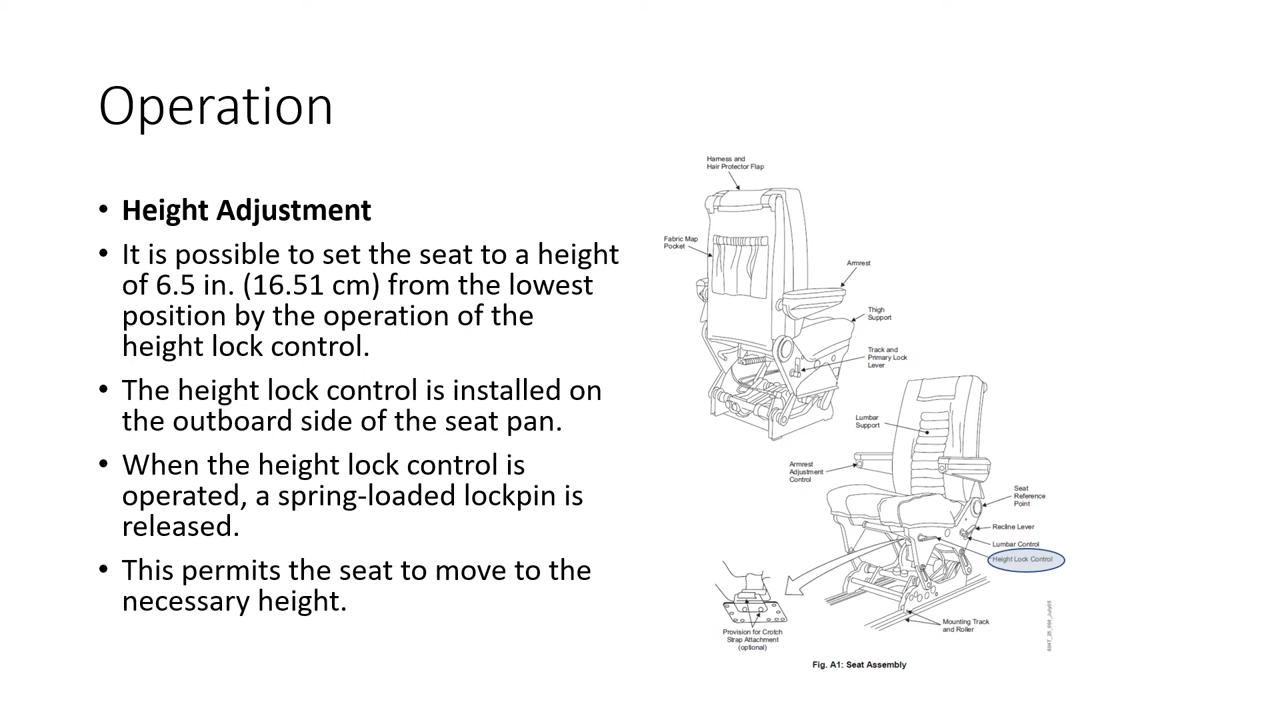 Operation
• Height Adjustment
• It is possible to set the seat to a height
of 6.5 in. (16.51 cm) from the lowest
position by the operation of the
height lock control.
• The height lock control is installed on
the outboard side of the seat pan.
• When the height lock control is
operated, a spring-loaded lockpin is
released.
• This permits the seat to move to the
necessary height.
Harness and
Hair Protector Flap
Fabric Map
Pocket
Armrest
Thigh
Support
Track and
Primary Lock
Lever
Lumbar
Support
Armrest
Adjustment
Control
Seat
Reference
Point
Recline Lever
Lumbar Control
Height Lock Control
Mounting Track
and Roller
Provision for Crotch
Strap Attachment
(optional)
Fig. A1: Seat Assembly